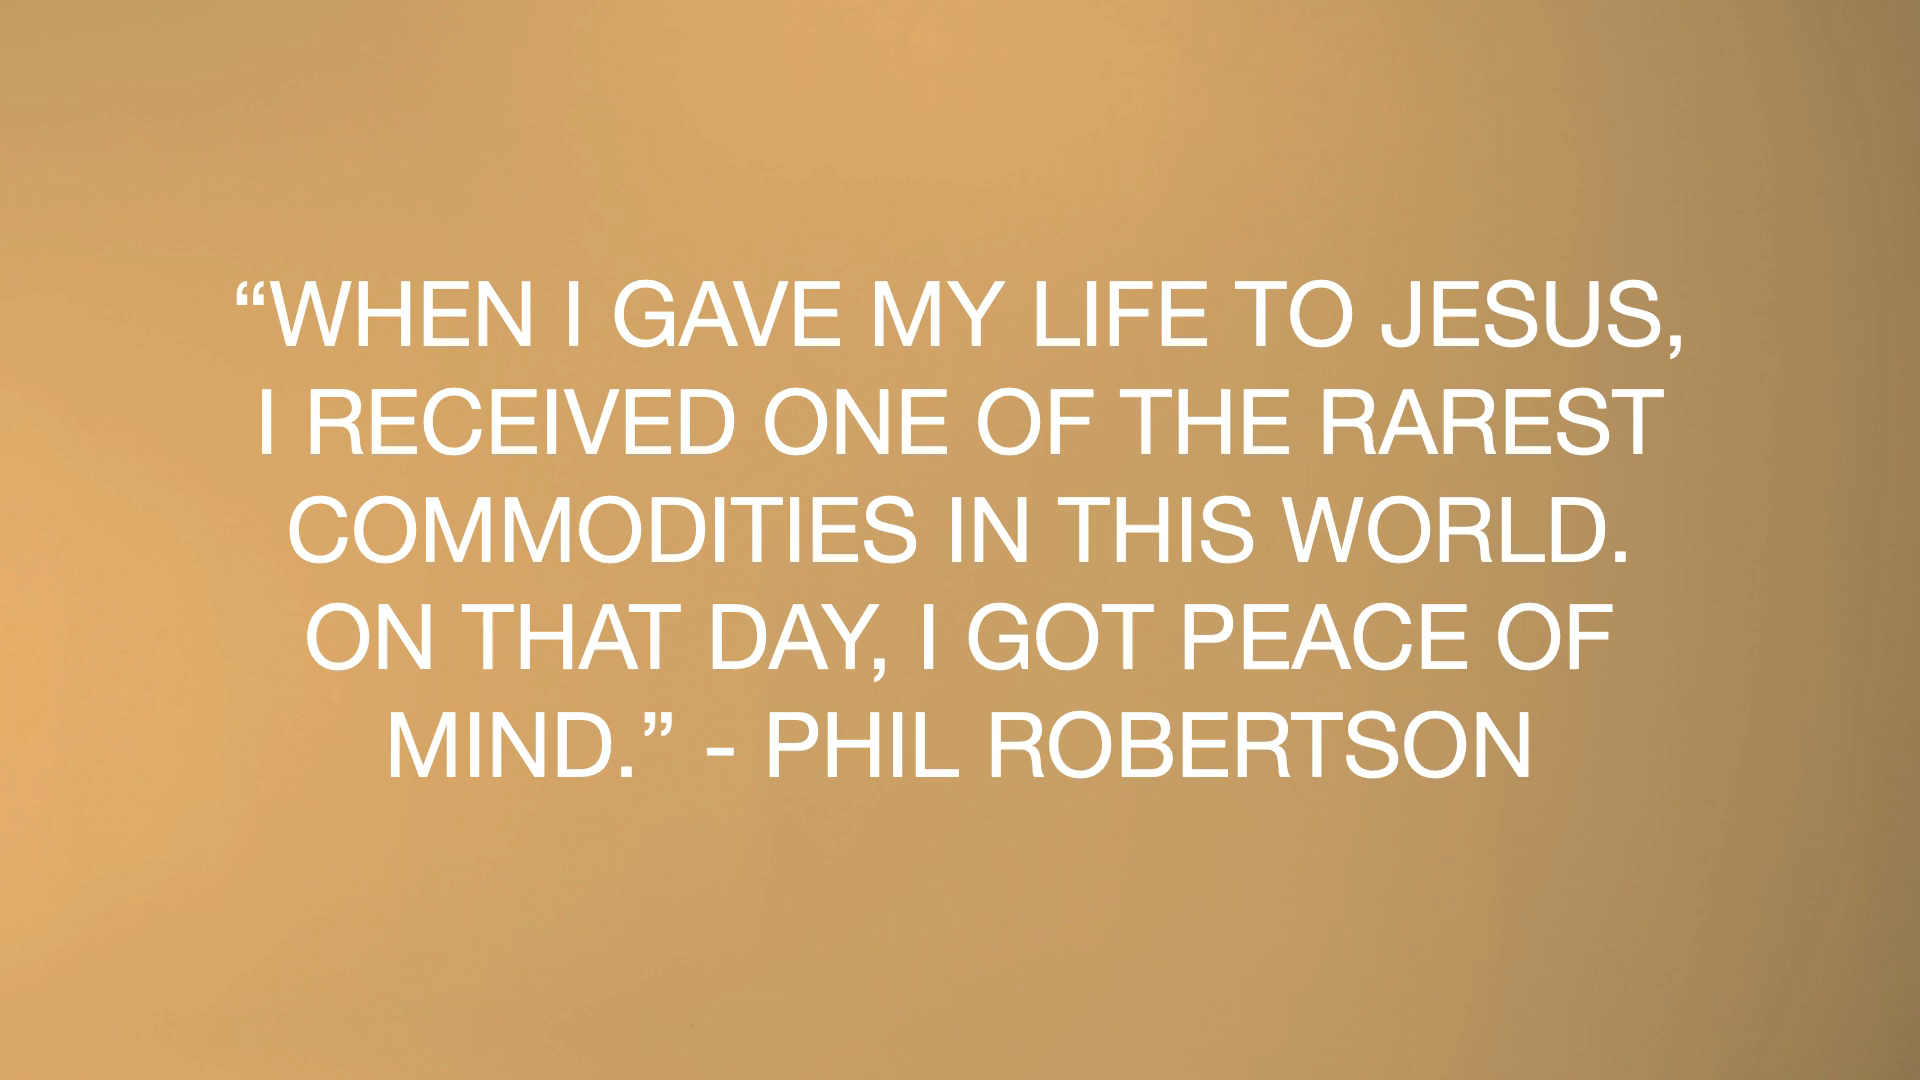 “WHEN I GAVE MY LIFE TO JESUS,
I RECEIVED ONE OF THE RAREST
COMMODITIES IN THIS WORLD.
ON THAT DAY, I GOT PEACE OF
MIND.” - PHIL ROBERTSON